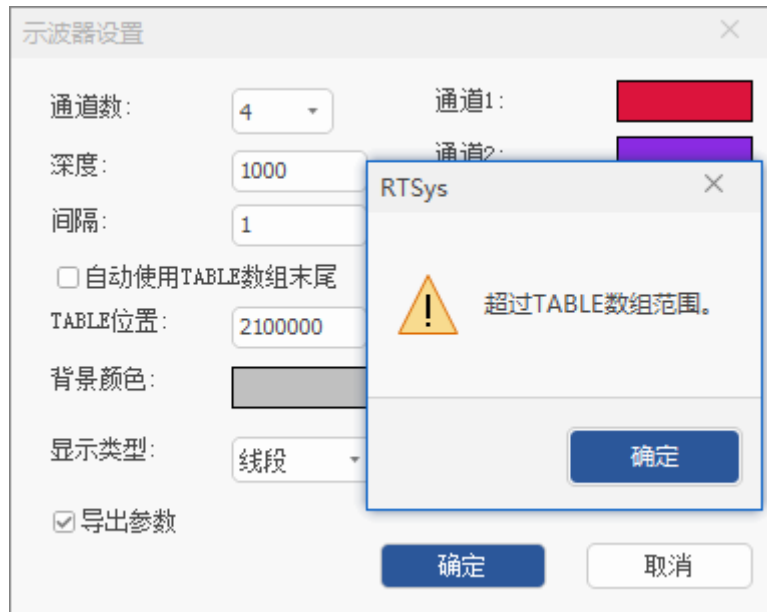 示波器设置
通道数:
4
通道1:
通道2:
深度:
1000
间隔:
1
自动使用TABLE数组末尾
TABLE位置:
2100000
背景颜色:
显示类型:
线段
导出参数
确定
取消
RTSys
超过TABLE数组范围。
确定